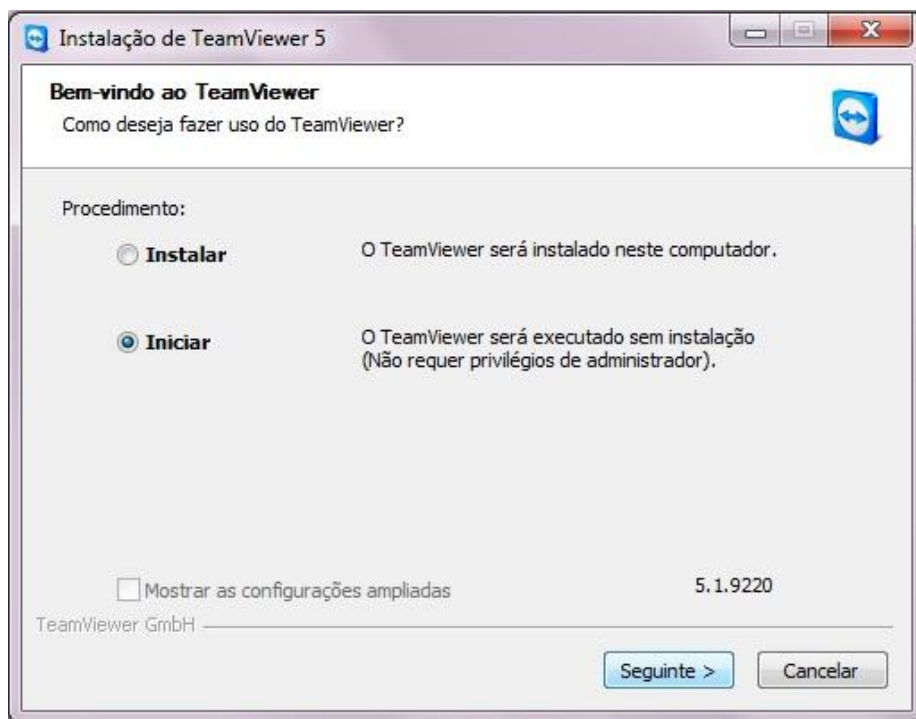 Instalação de TeamViewer 5
Bem-vindo ao TeamViewer
Como deseja fazer uso do TeamViewer?
Procedimento:
Instalar
O TeamViewer será instalado neste computador.
Iniciar
O TeamViewer será executado sem instalação
(Não requer privilégios de administrador).
Mostrar as configurações ampliadas
5.1.9220
TeamViewer GmbH
Seguinte >
Cancelar